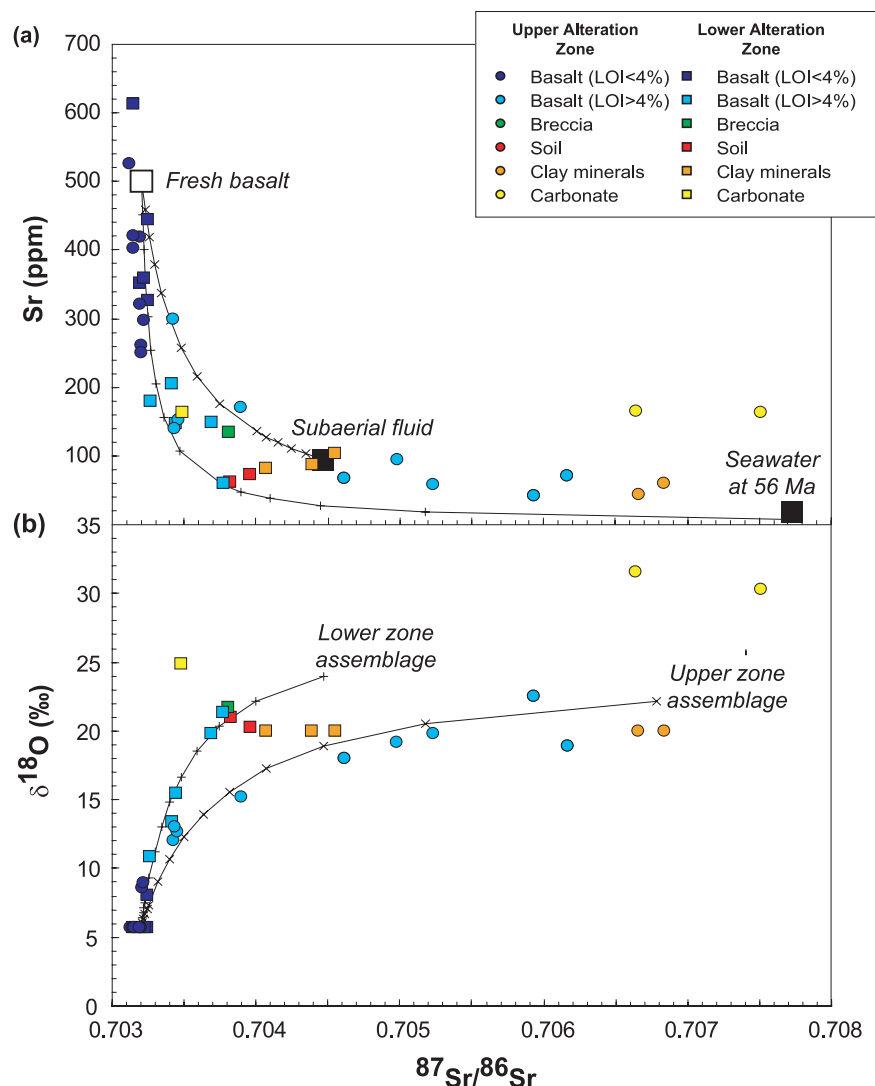 (a)
700
600
500
400
300
200
100
Sr (ppm)
Upper Alteration Zone
Basalt (LOI<4%)
Basalt (LOI>4%)
Breccia
Soil
Clay minerals
Carbonate
Lower Alteration Zone
Basalt (LOI<4%)
Basalt (LOI>4%)
Breccia
Soil
Clay minerals
Carbonate
Fresh basalt
Subaerial fluid
Seawater
at 56 Ma
(b)
35
30
25
20
15
10
5
0
δ18O (‰)
Lower zone
assemblage
Upper zone
assemblage
0.703
0.704
0.705
0.706
0.707
0.708
87Sr/86Sr